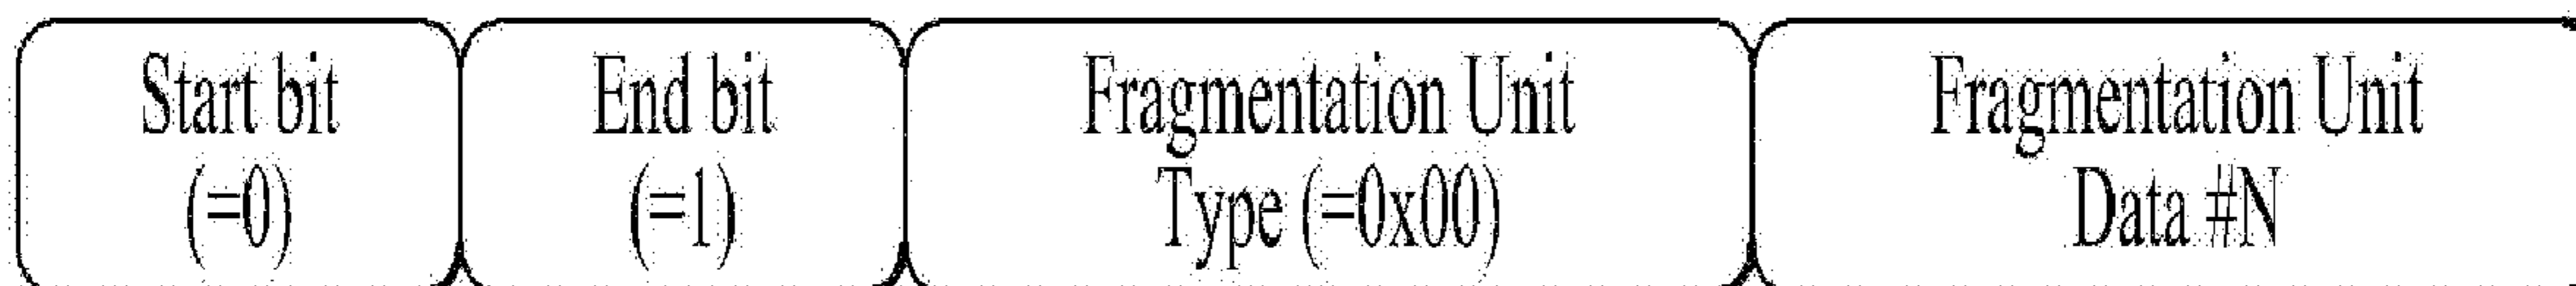 Start bit
(=0)
End bit
(=1)
Fragmentation Unit
Type (=0x00)
Fragmentation Unit
Data #N